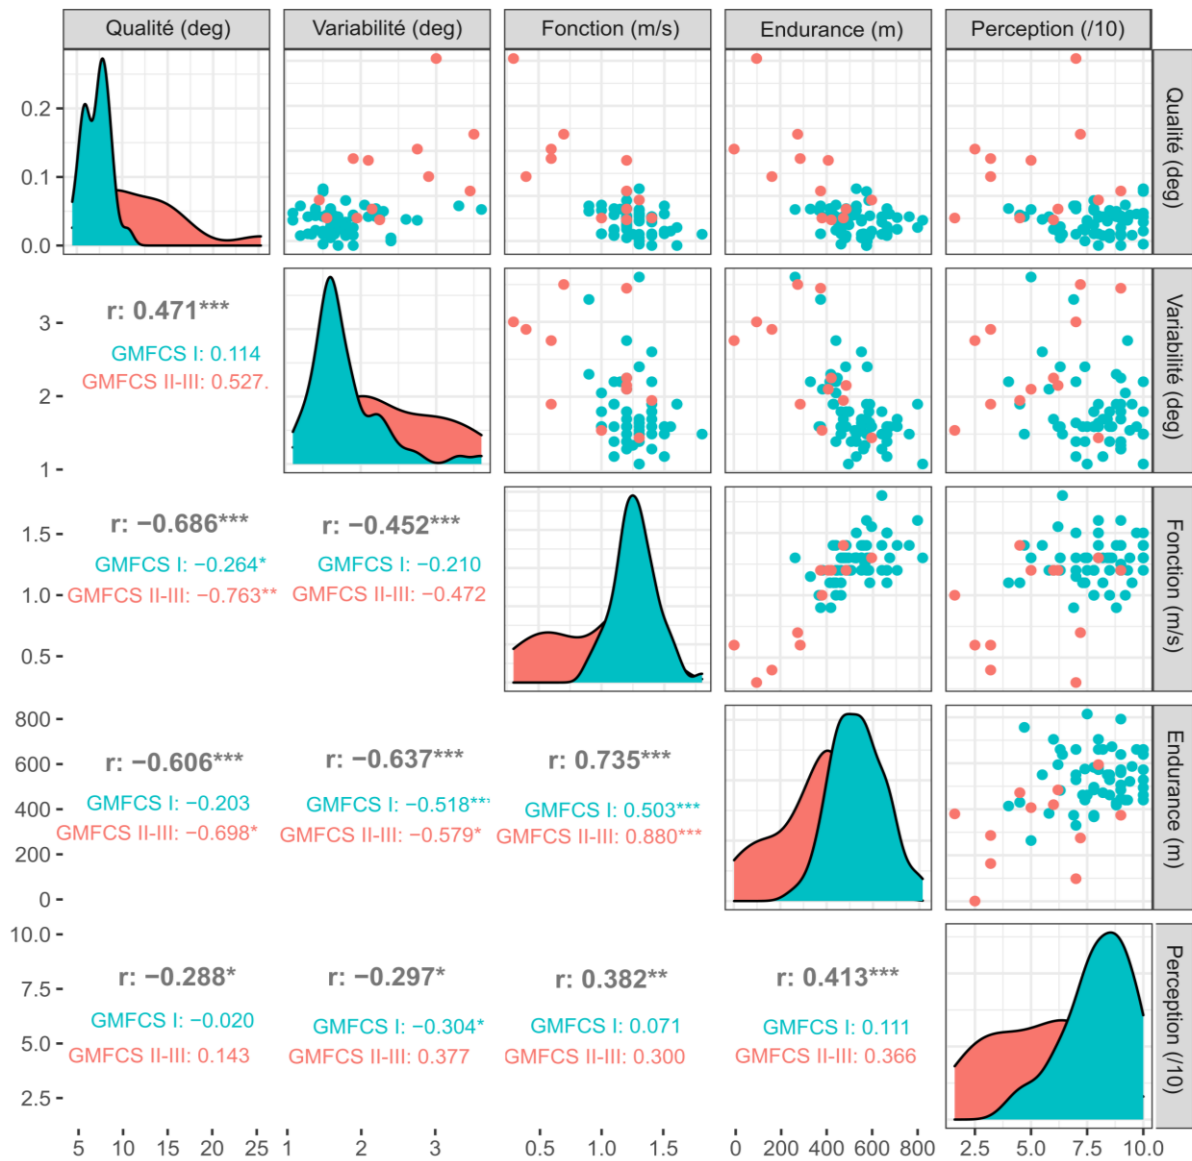 Qualité (deg)
Variabilité (deg)
Fonction (m/s)
Endurance (m)
Perception (/10)
0.2
0.1
0.0
Qualité (deg)
r: 0.471***
GMFCS I: 0.114
GMFCS II-III: 0.527.
3
2
1
Variabilité (deg)
r: −0.686***
GMFCS I: −0.264*
GMFCS II-III: −0.763**
r: −0.452***
GMFCS I: −0.210
GMFCS II-III: −0.472
1.5
1.0
0.5
Fonction (m/s)
r: −0.606***
GMFCS I: −0.203
GMFCS II-III: −0.698*
r: −0.637***
GMFCS I: −0.518***
GMFCS II-III: −0.579*
r: 0.735***
GMFCS I: 0.503***
GMFCS II-III: 0.880***
800
600
400
200
0
Endurance (m)
r: −0.288*
GMFCS I: −0.020
GMFCS II-III: 0.143
r: −0.297*
GMFCS I: −0.304*
GMFCS II-III: 0.377
r: 0.382**
GMFCS I: 0.071
GMFCS II-III: 0.300
r: 0.413***
GMFCS I: 0.111
GMFCS II-III: 0.366
10.0
7.5
5.0
2.5
Perception (/10)
5 10 15 20 25
1 2 3
0.5 1.0 1.5
0 200 400 600 800
2.5 5.0 7.5 10.0